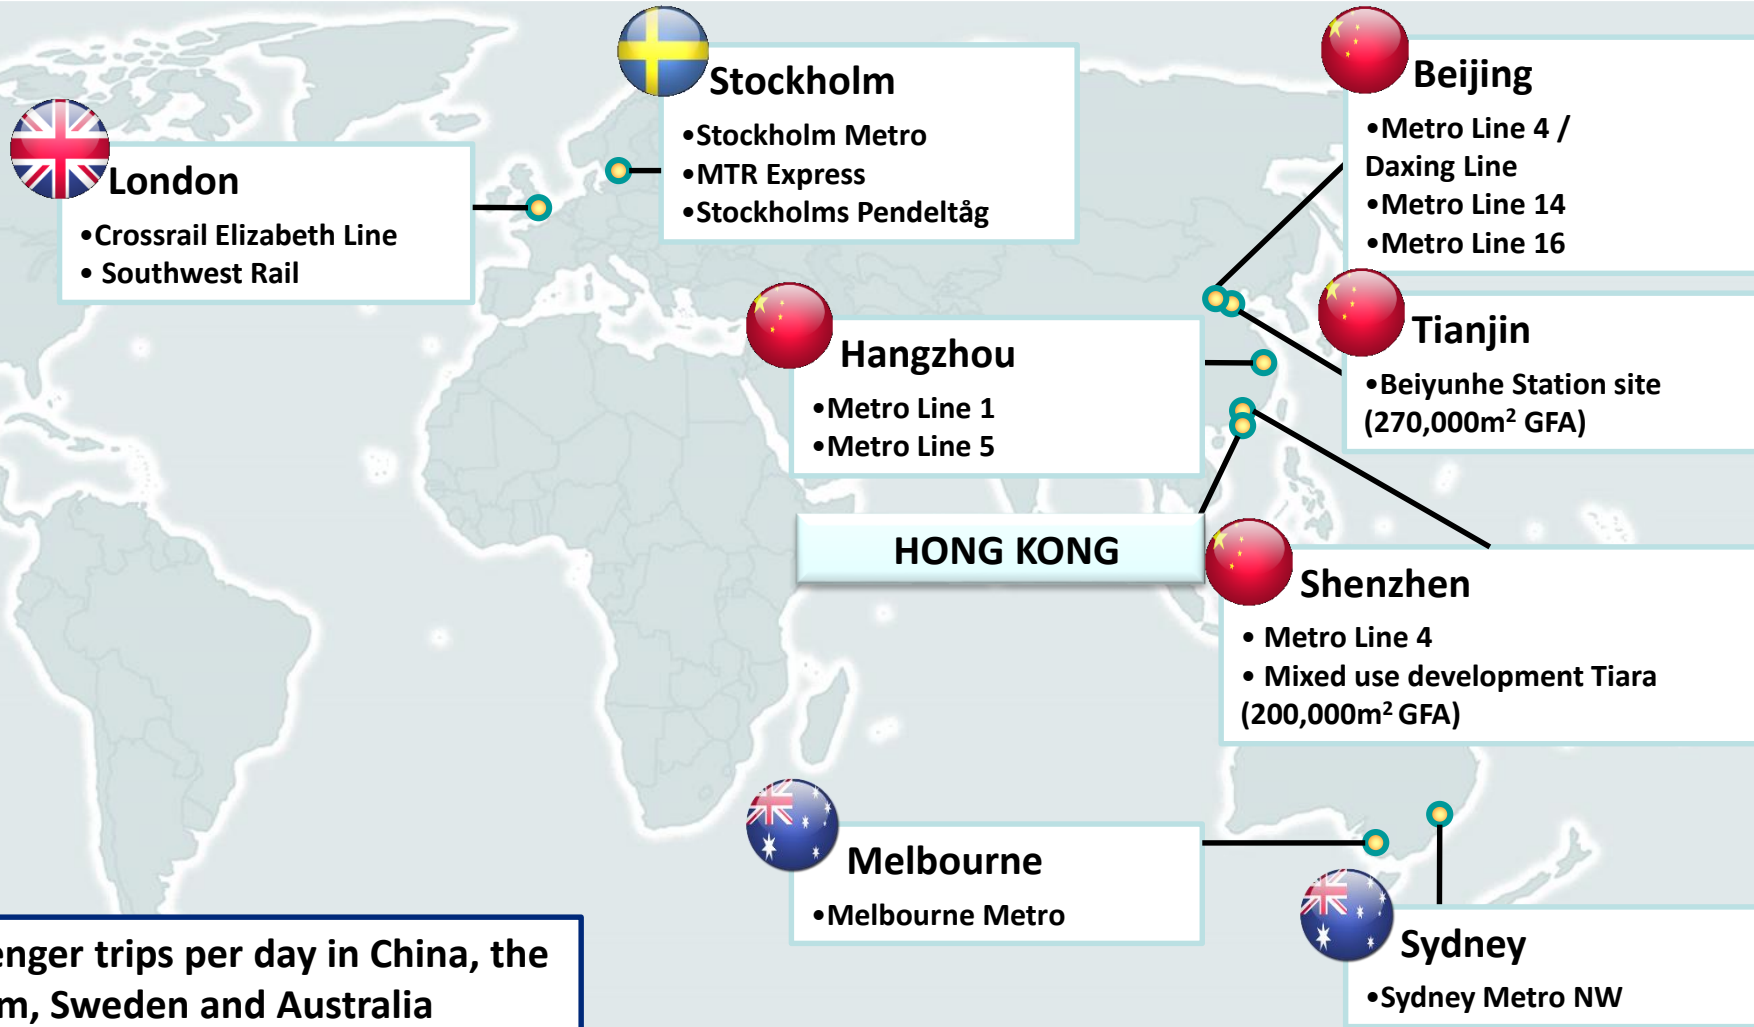 Stockholm
•Stockholm Metro
•MTR Express
•Stockholms Pendeltåg
London
•Crossrail Elizabeth Line
• Southwest Rail
Beijing
•Metro Line 4 /
Daxing Line
•Metro Line 14
•Metro Line 16
Hangzhou
•Metro Line 1
•Metro Line 5
Tianjin
•Beiyunhe Station site
(270,000m² GFA)
HONG KONG
Shenzhen
• Metro Line 4
• Mixed use development Tiara
(200,000m² GFA)
Melbourne
•Melbourne Metro
Sydney
•Sydney Metro NW
trips per day in China, the
Sweden and Australia